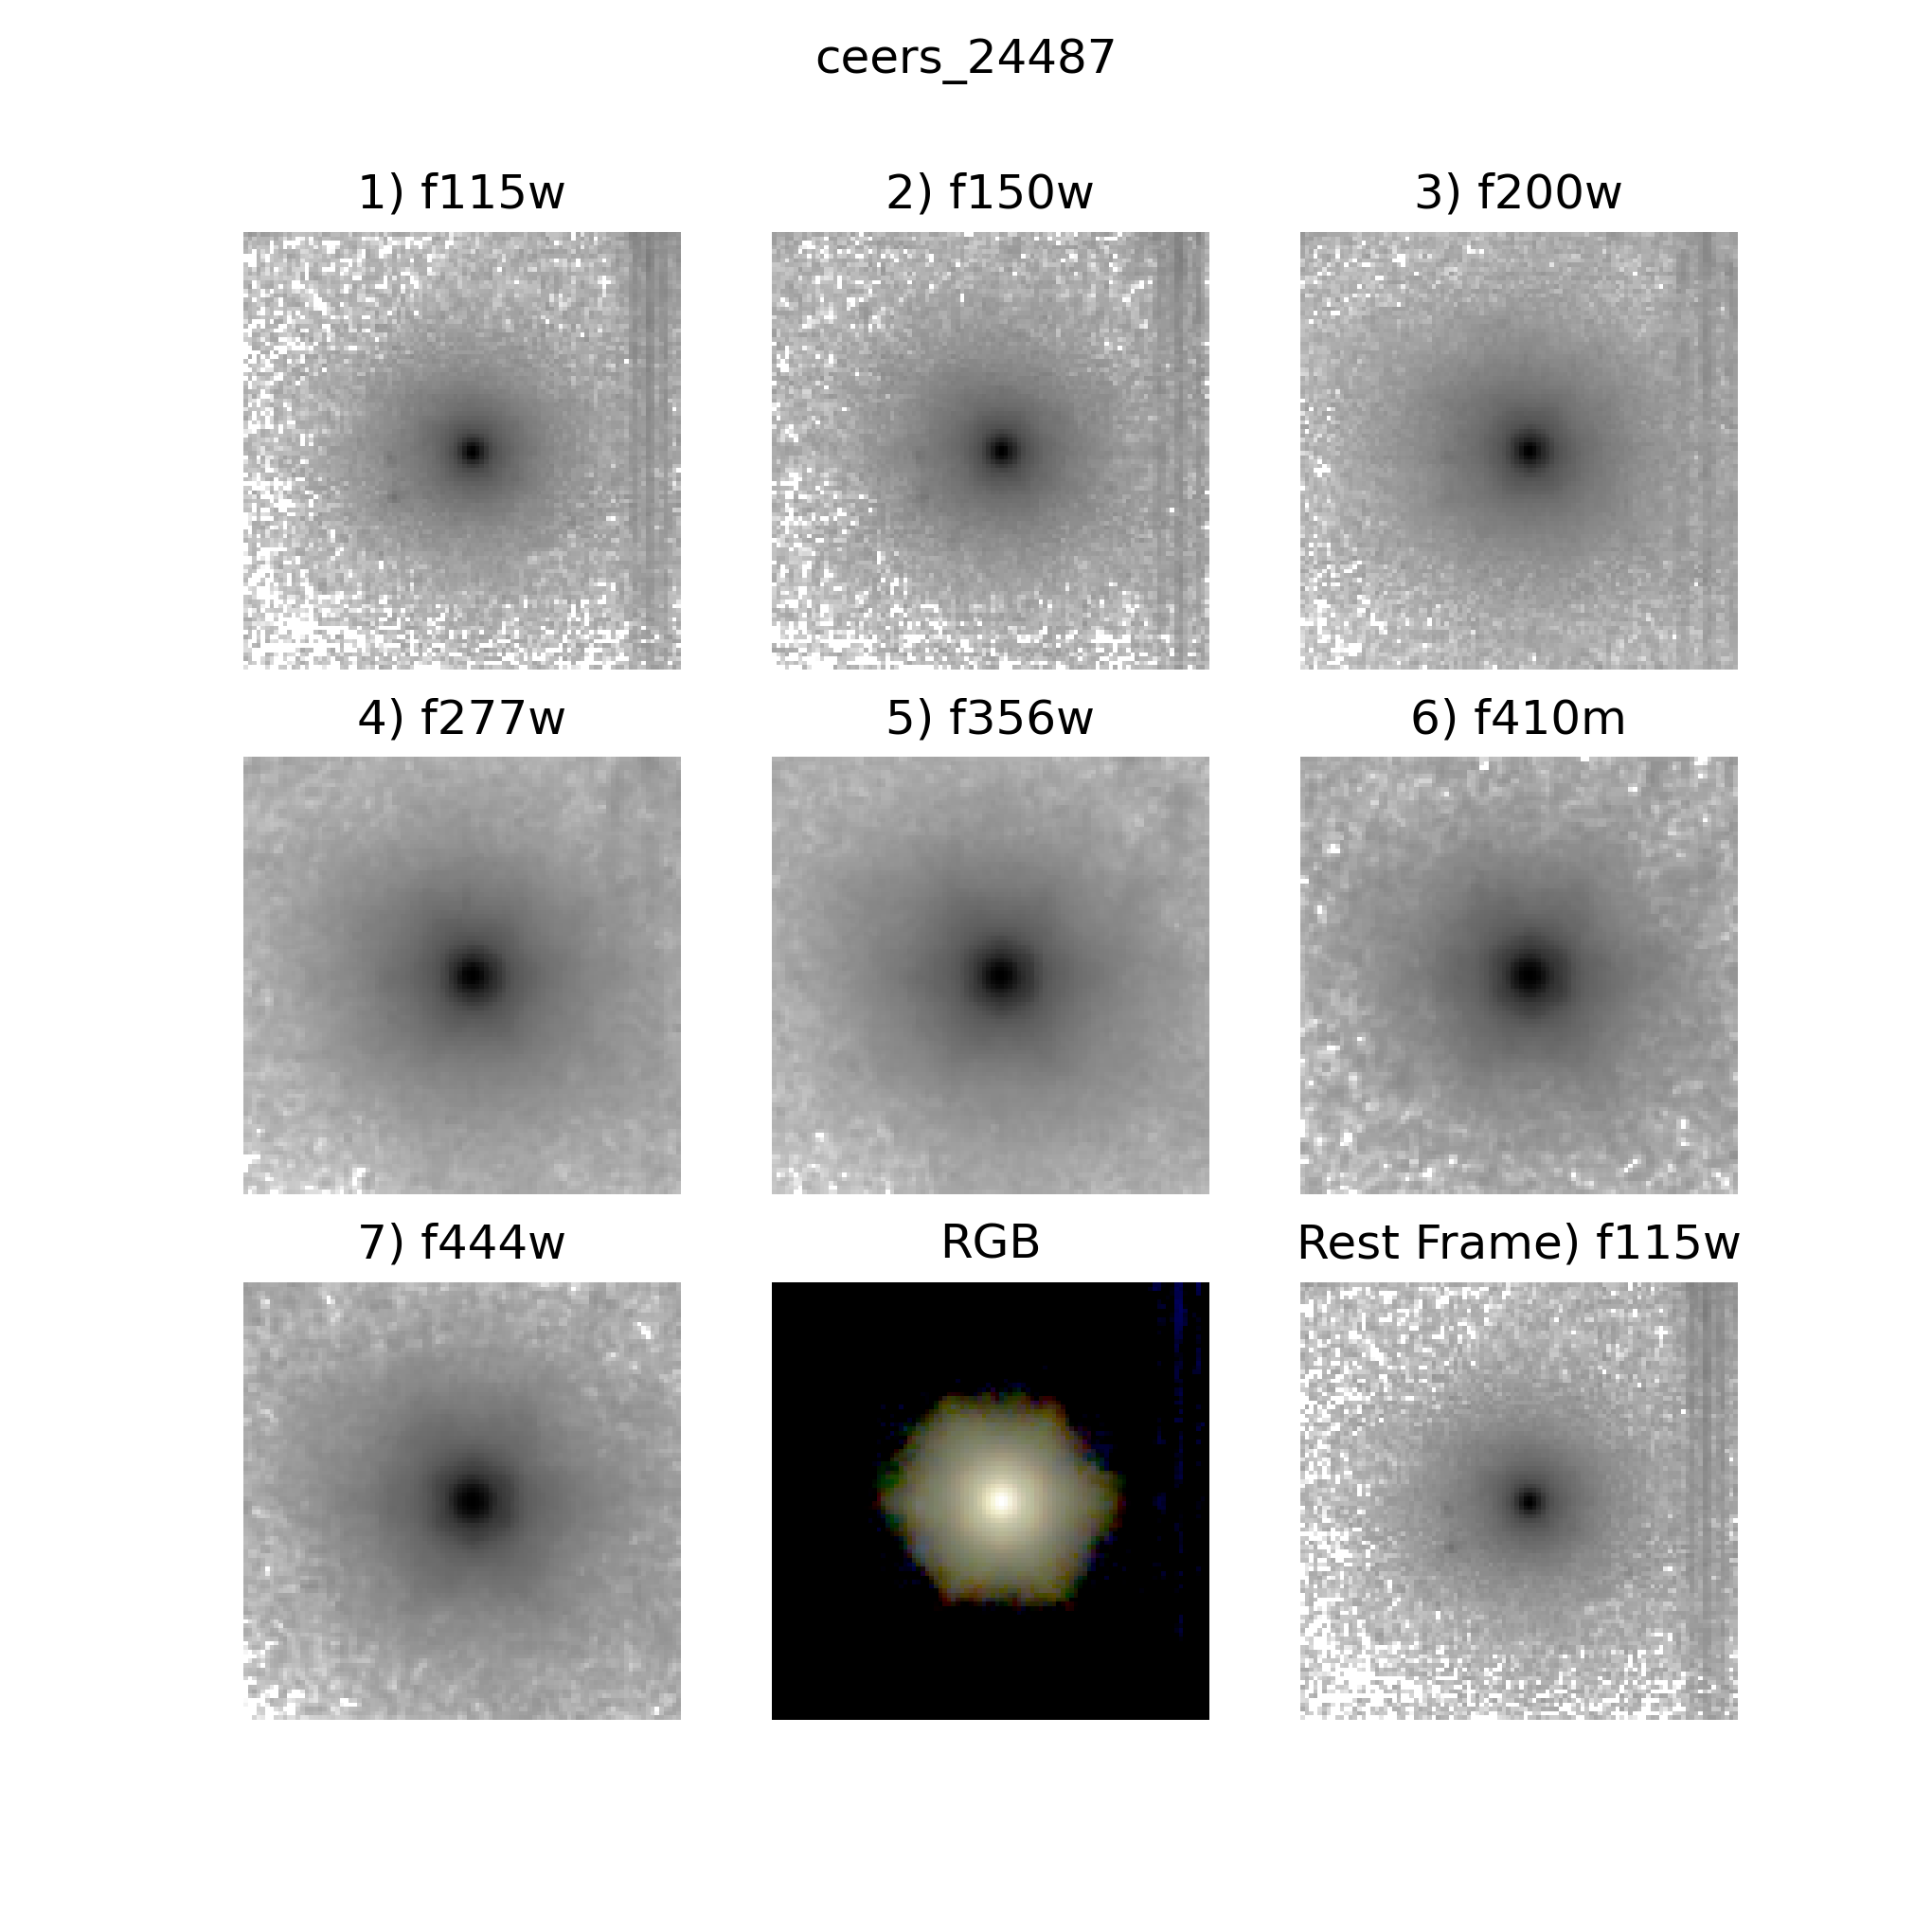 ceers_24487
1) f115w
2) f150w
3) f200w
4) f277w
5) f356w
6) f410m
7) f444w
RGB
Rest Frame) f115w